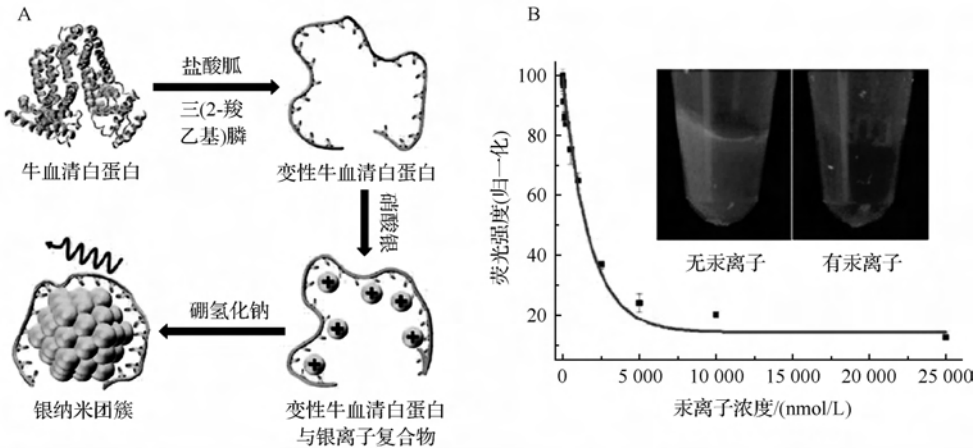 A
盐酸胍
三(2-羧
乙基)膦
牛血清白蛋白
变性牛血清白蛋白
硝酸银
硼氢化钠
银纳米团簇
变性牛血清白蛋白
与银离子复合物
B
荧光强度(归一化)
100
80
60
40
20
无汞离子
有汞离子
0
5 000
10 000
15 000
20 000
25 000
汞离子浓度/(nmol/L)